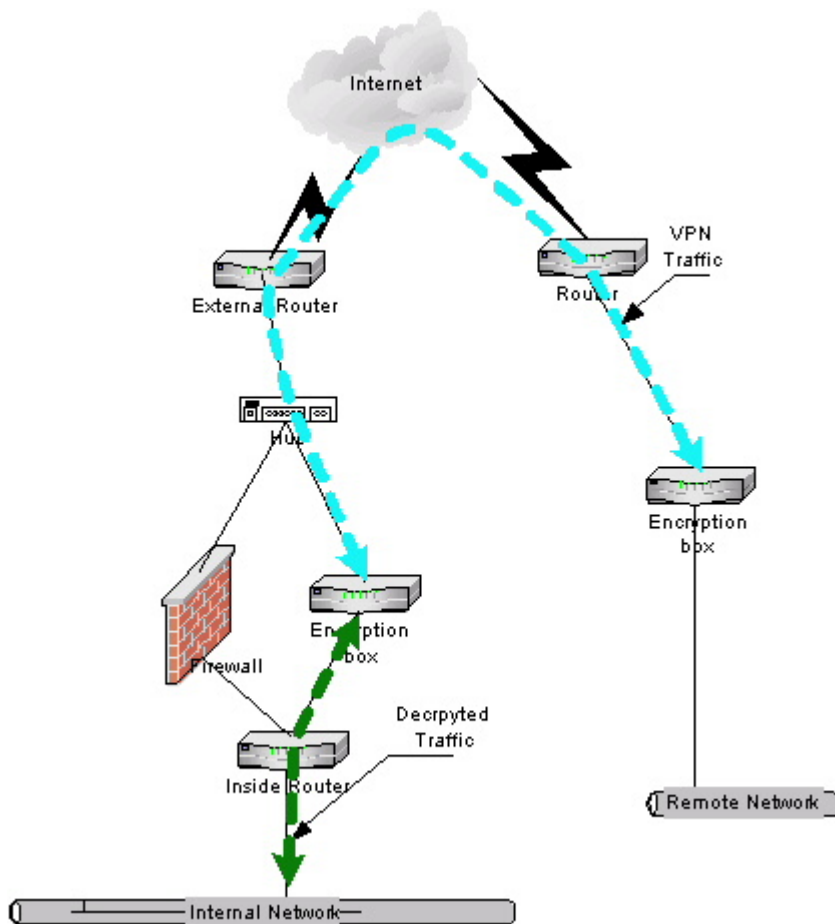 Internet
VPN
Traffic
External Router
Router
Hub
Encryption
box
Encryption
box
Firewall
Decrpyted
Traffic
Inside Router
Remote Network
Internal Network